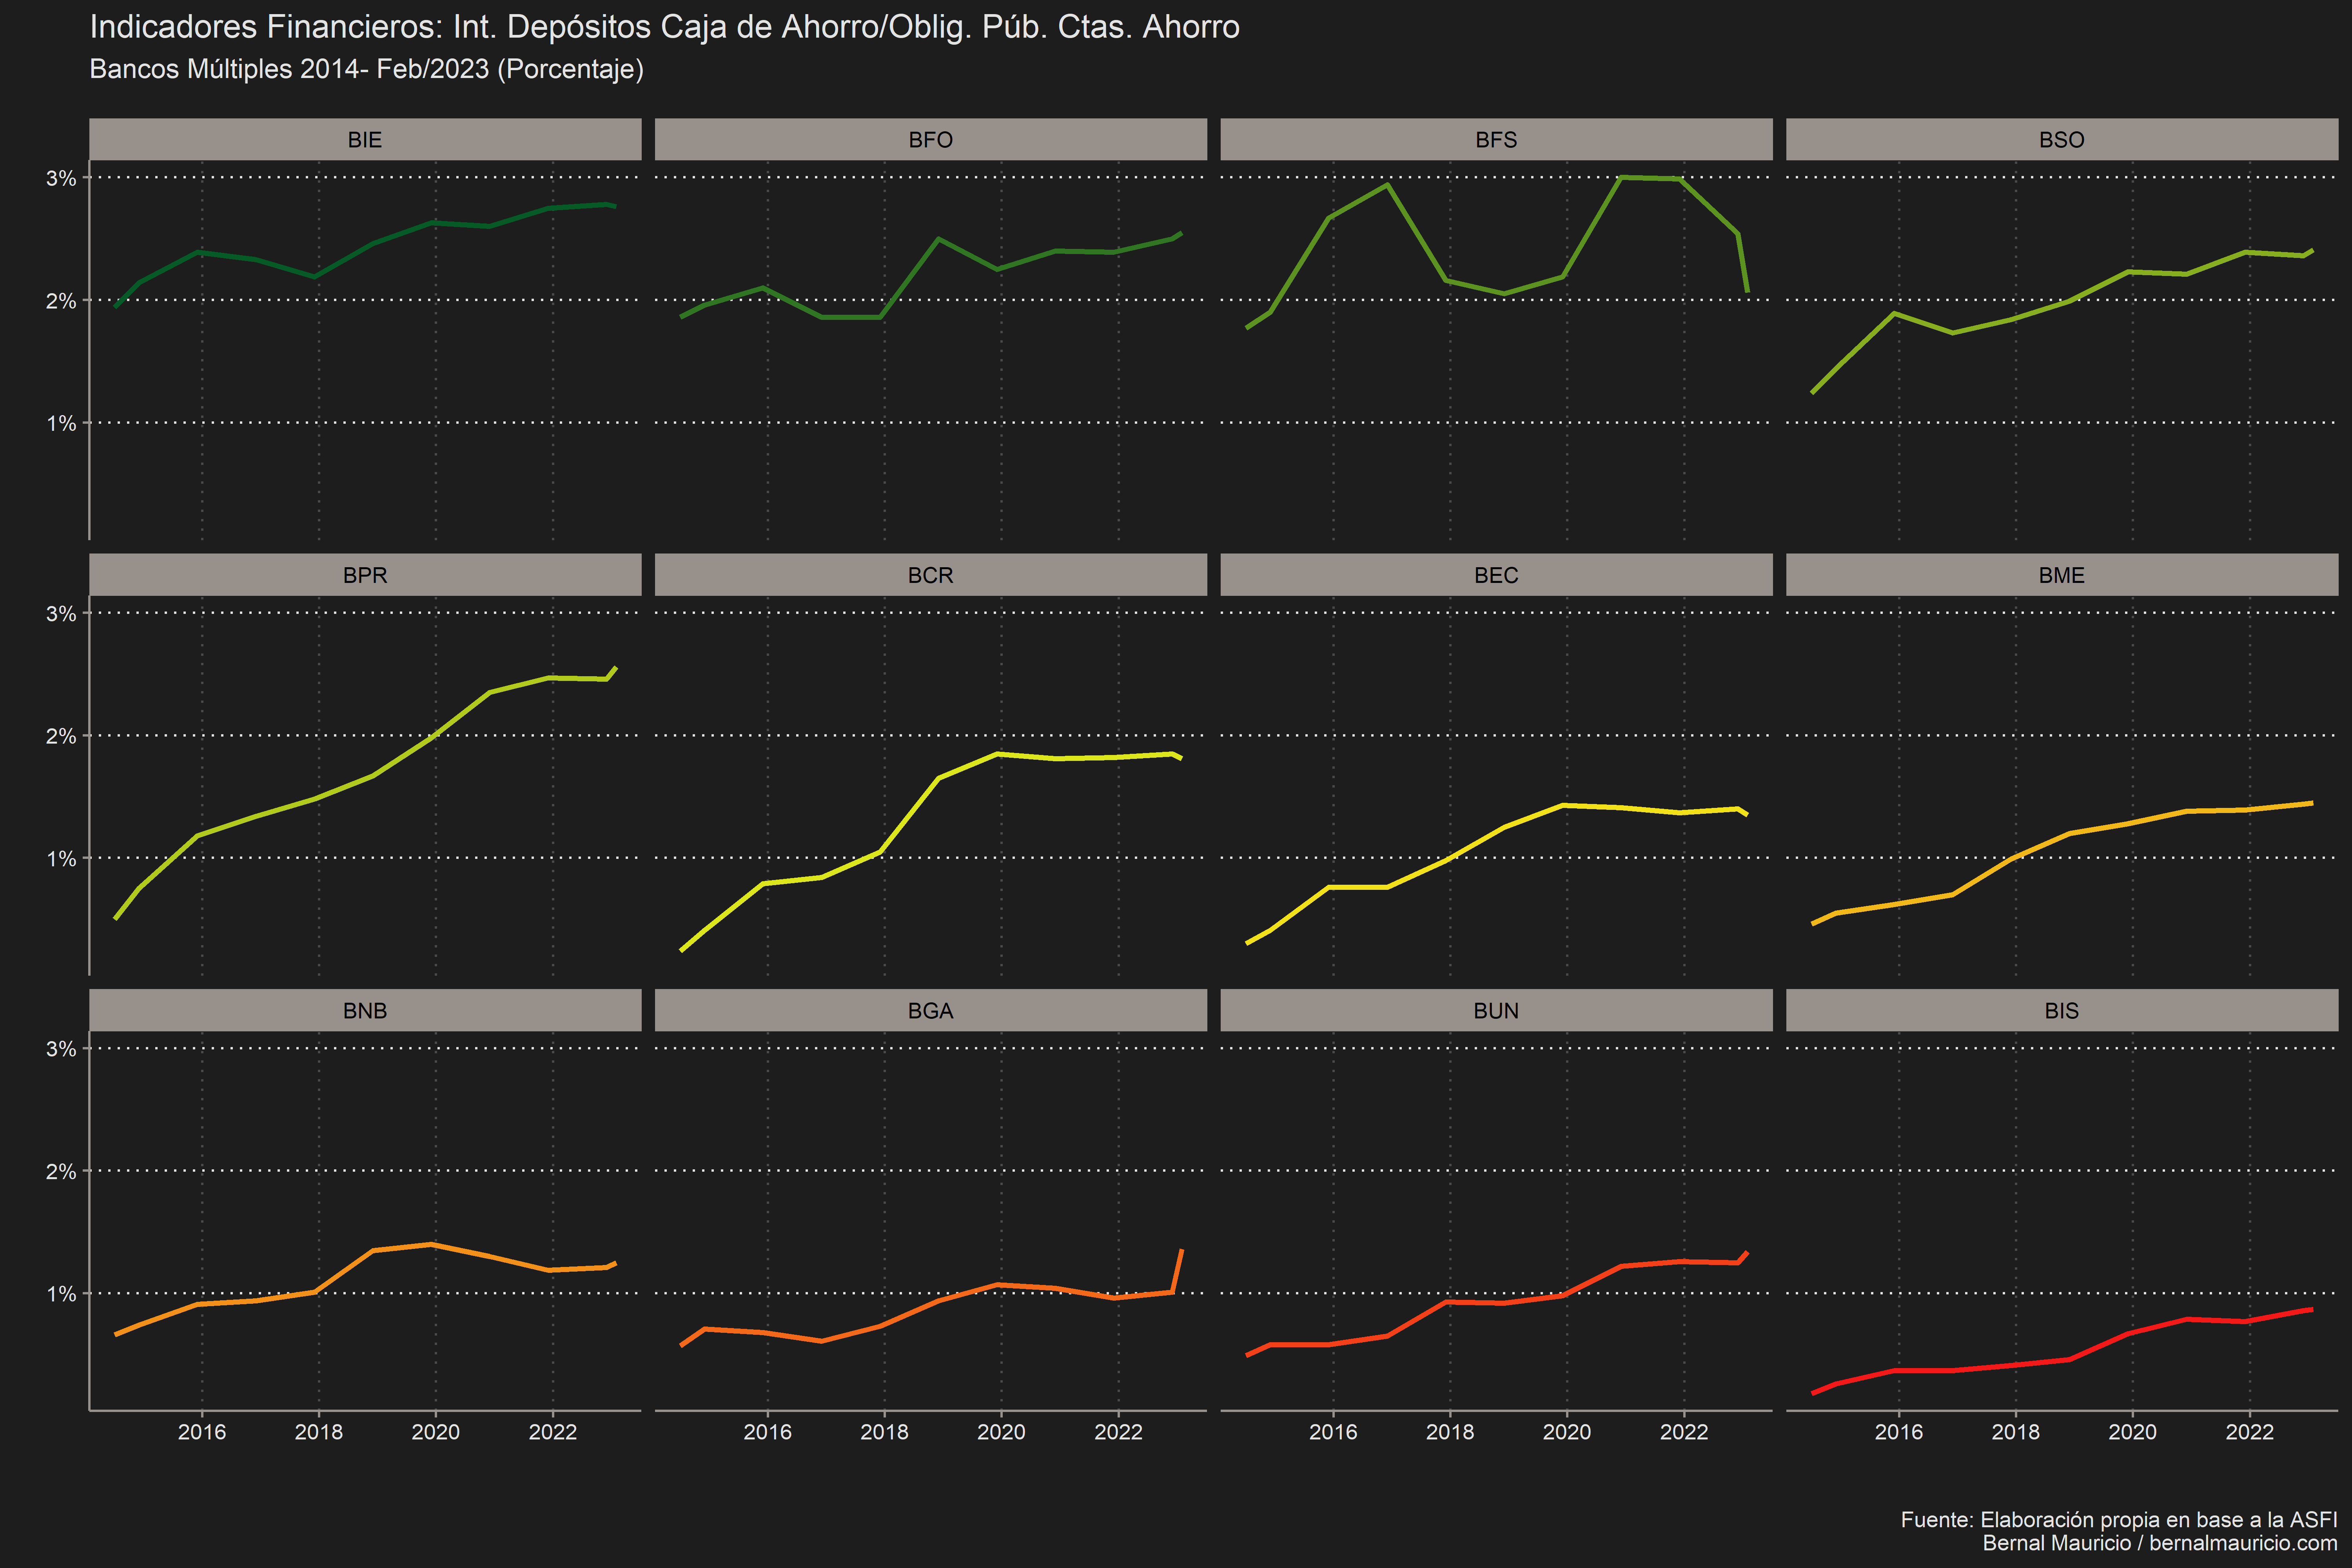 Indicadores Financieros: Int. Depósitos Caja de Ahorro/Oblig. Púb. Ctas. Ahorro
Bancos Múltiples 2014- Feb/2023 (Porcentaje)
BIE BFO BFS BSO
3%
2%
1%
BPR BCR BEC BME
3%
2%
1%
BNB BGA BUN BIS
3%
2%
1%
2016 2018 2020 2022 2016 2018 2020 2022 2016 2018 2020 2022 2016 2018 2020 2022
Fuente: Elaboración propia en base a la ASFI
Bernal Mauricio / bernalmauricio.com